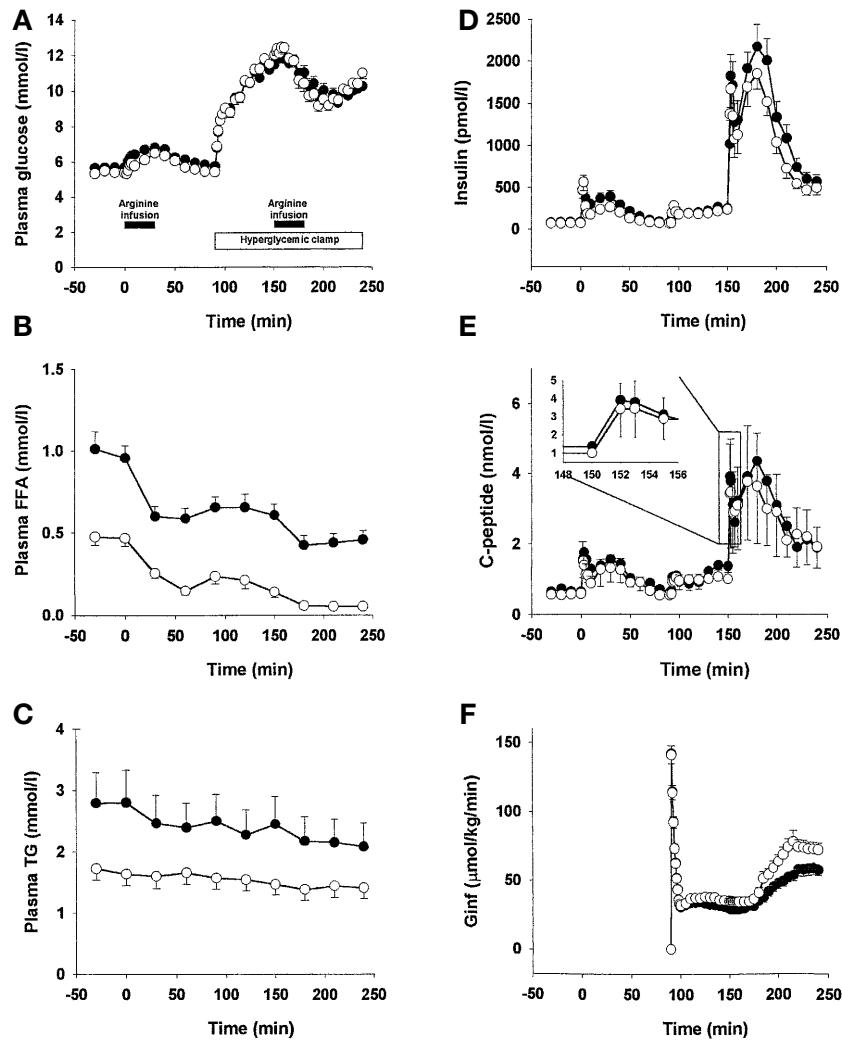 A
Plasma glucose (mmol/l)
14
12
10
8
6
4
2
0
Arginine
infusion
Arginine
infusion
Hyperglycemic clamp
-50 0 50 100 150 200 250
Time (min)
B
Plasma FFA (mmol/l)
1.5
1.0
0.5
0.0
-50 0 50 100 150 200 250
Time (min)
C
Plasma TG (mmol/l)
4
3
2
1
0
-50 0 50 100 150 200 250
Time (min)
D
Insulin (pmol/l)
2500
2000
1500
1000
500
0
-50 0 50 100 150 200 250
Time (min)
E
C-peptide (nmol/l)
6
4
2
0
5
4
3
2
1
148 150 152 154 156
-50 0 50 100 150 200 250
Time (min)
F
Ginf (μmol/kg/min)
150
100
50
0
-50 0 50 100 150 200 250
Time (min)